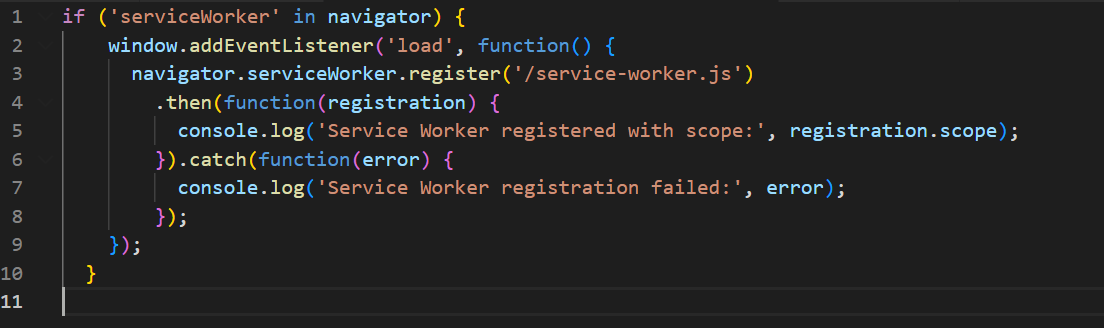 1 if ('serviceWorker' in navigator) {
2 window.addEventListener('load', function() {
3 navigator.serviceWorker.register('/service-worker.js')
4 .then(function(registration) {
5 console.log('Service Worker registered with scope:', registration.scope);
6 }).catch(function(error) {
7 console.log('Service Worker registration failed:', error);
8 });
9 });
10 }
11